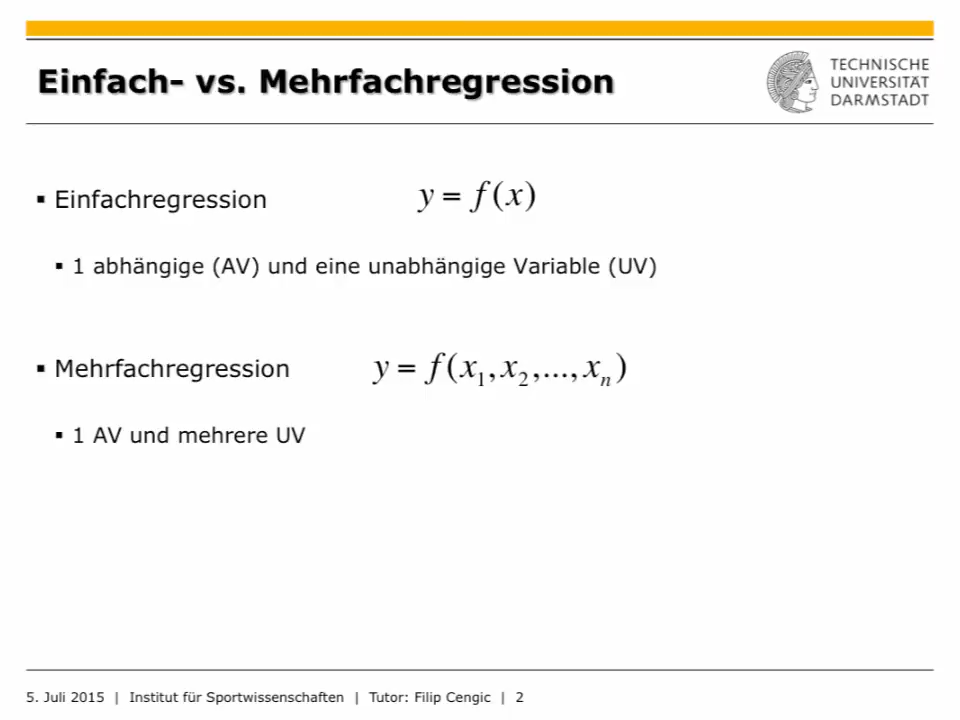 Einfach- vs. Mehrfachregression
TECHNISCHE
UNIVERSITÄT
DARMSTADT
▪ Einfachregression y = f(x)
▪ 1 abhängige (AV) und eine unabhängige Variable (UV)
▪ Mehrfachregression y = f(x₁,x₂,...,xₙ)
▪ 1 AV und mehrere UV
5. Juli 2015 | Institut für Sportwissenschaften | Tutor: Filip Cengic | 2